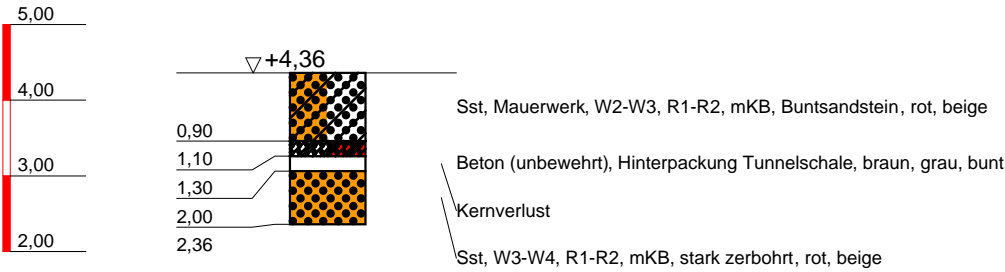 5,00
+4,36
4,00
Sst, Mauerwerk, W2-W3, R1-R2, mKB, Buntsandstein, rot, beige
0,90
1,10
Beton (unbewehrt), Hinterpackung Tunnelschale, braun, grau, bunt
3,00
1,30
2,00
Kernverlust
2,00
2,36
Sst, W3-W4, R1-R2, mKB, stark zerbohrt, rot, beige